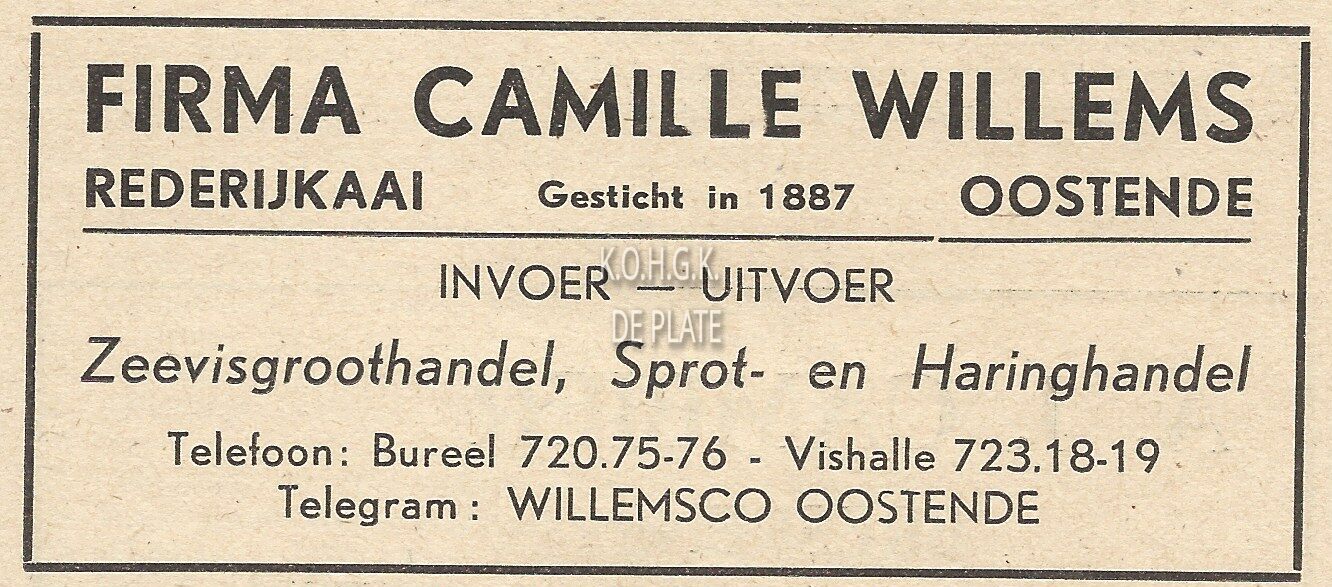 FIRMA CAMILLE WILLEMS
REDERIJKAAI Gesticht in 1887 OOSTENDE
INVOER — UITVOER
K.O.H.G.K.
DE PLATE
Zeevisgroothandel, Sprot- en Haringhandel
Telefoon: Bureel 720.75-76 - Vishalle 723.18-19
Telegram : WILLEMSCO OOSTENDE